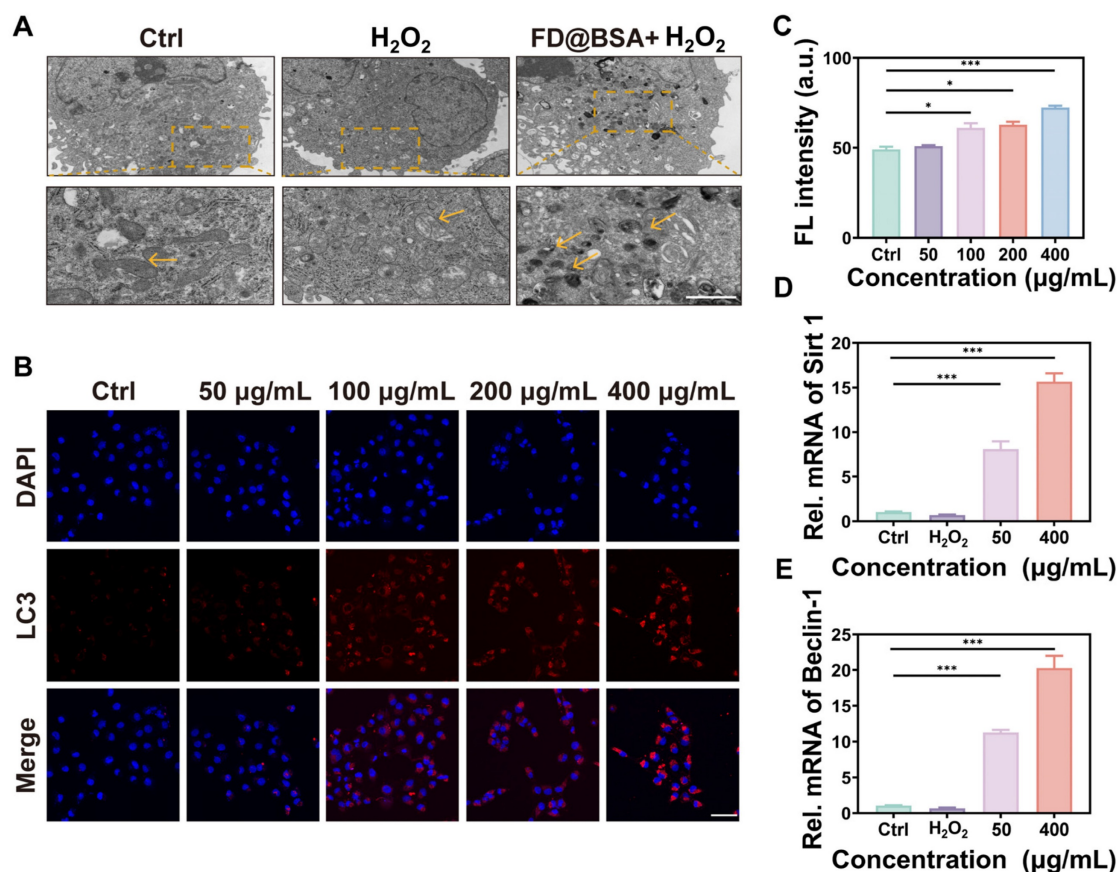 A
Ctrl
H₂O₂
FD@BSA+ H₂O₂
B
Ctrl
50 µg/mL
100 µg/mL
200 µg/mL
400 µg/mL
DAPI
LC3
Merge
C
FL intensity (a.u.)
100
50
0
***
*
*
Ctrl
50
100
200
400
Concentration (µg/mL)
D
Rel. mRNA of Sirt 1
20
15
10
5
0
***
***
Ctrl
H₂O₂
50
400
Concentration (µg/mL)
E
Rel. mRNA of Beclin-1
25
20
15
10
5
0
***
***
Ctrl
H₂O₂
50
400
Concentration (µg/mL)